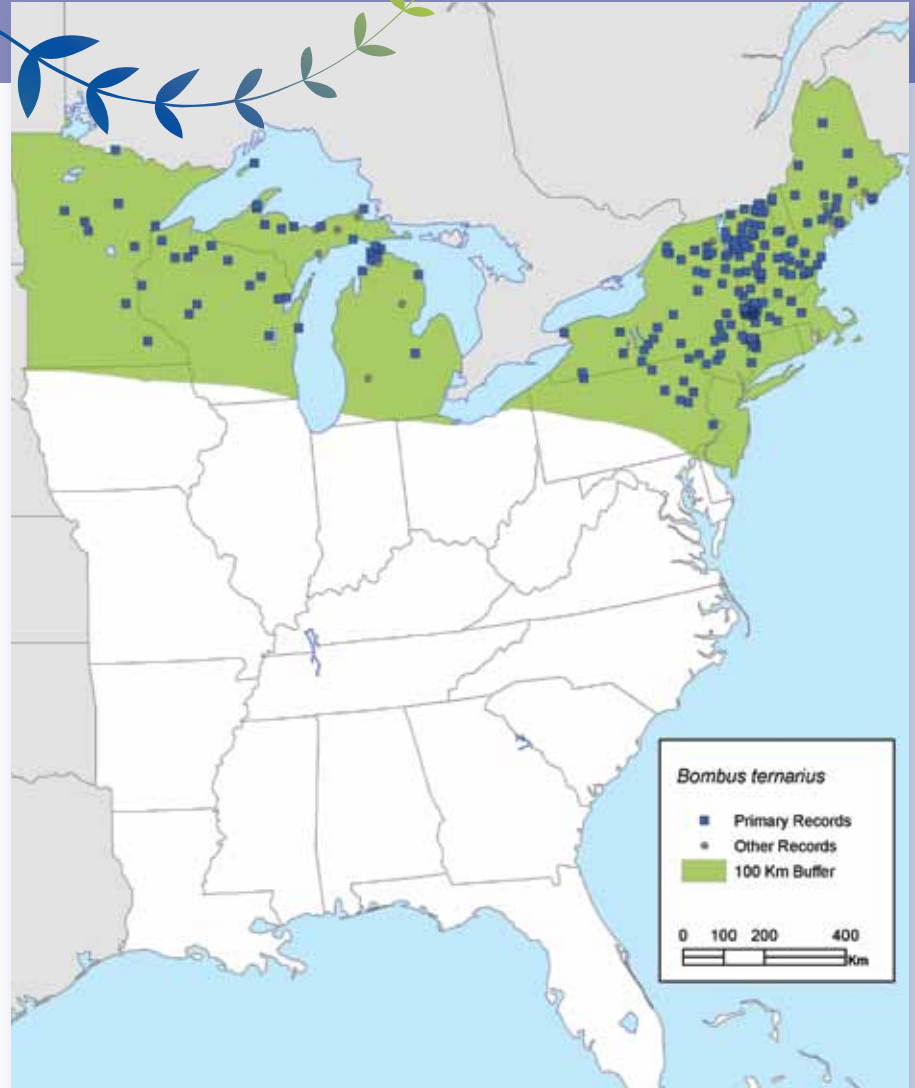 Bombus ternarius
Primary Records
Other Records
100 Km Buffer
0 100 200 400
Km